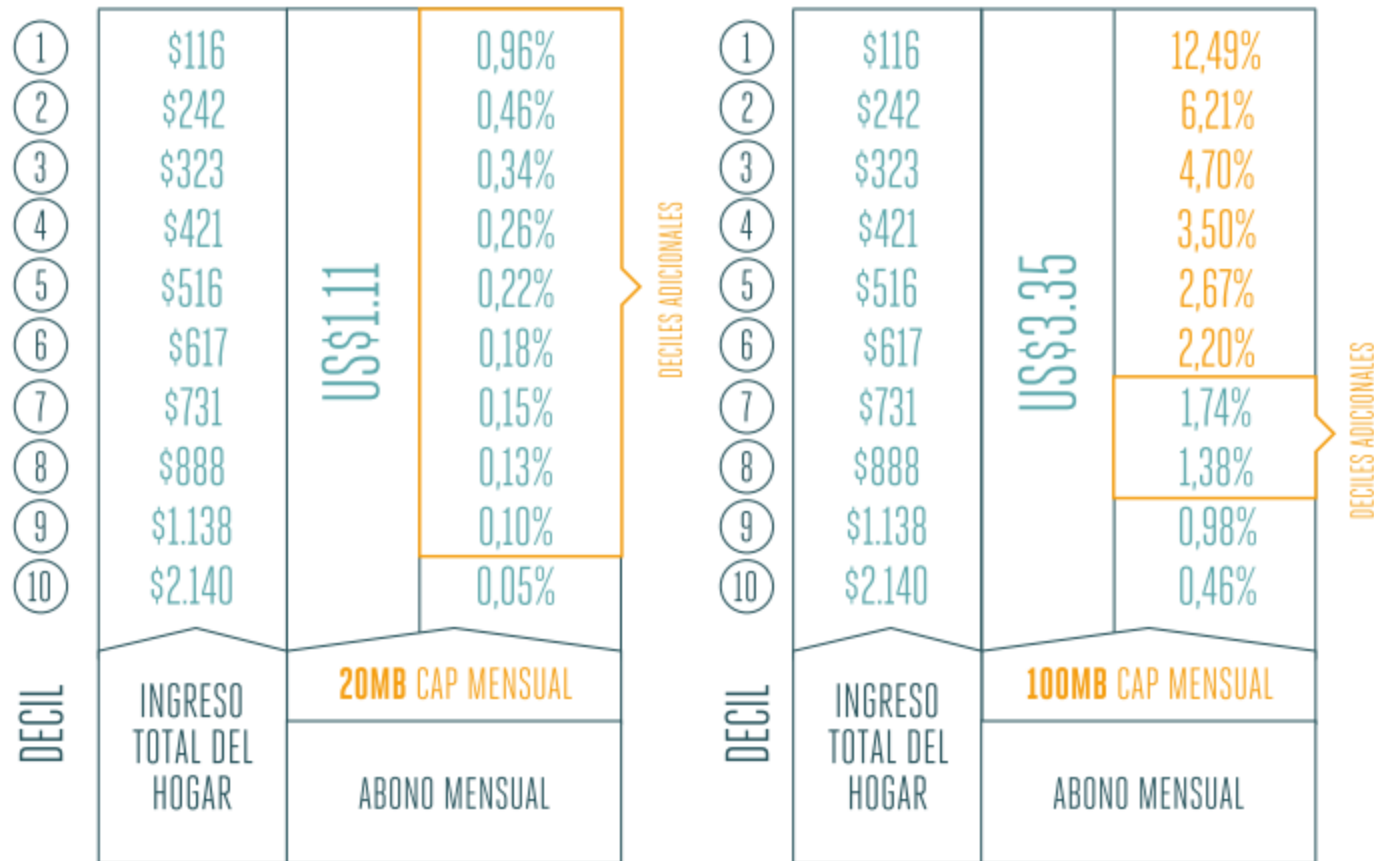 1 $116 0,96%
2 $242 0,46%
3 $323 0,34%
4 $421 0,26%
5 $516 0,22%
6 $617 0,18%
7 $731 0,15%
8 $888 0,13%
9 $1.138 0,10%
10 $2.140 0,05%
US$1.11
DECILES ADICIONALES
DECIL
INGRESO
TOTAL DEL
HOGAR
20MB CAP MENSUAL
ABONO MENSUAL
1 $116 12,49%
2 $242 6,21%
3 $323 4,70%
4 $421 3,50%
5 $516 2,67%
6 $617 2,20%
7 $731 1,74%
8 $888 1,38%
9 $1.138 0,98%
10 $2.140 0,46%
US$3.35
DECILES ADICIONALES
DECIL
INGRESO
TOTAL DEL
HOGAR
100MB CAP MENSUAL
ABONO MENSUAL